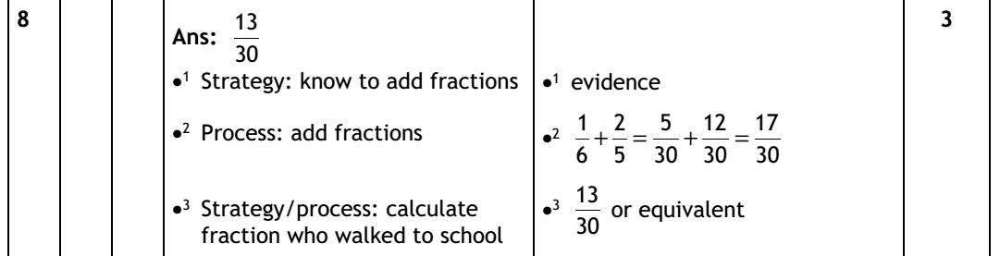 8
Ans: 13/30
3
•¹ Strategy: know to add fractions
•¹ evidence
•² Process: add fractions
•² 1/6 + 2/5 = 5/30 + 12/30 = 17/30
•³ Strategy/process: calculate
fraction who walked to school
•³ 13/30 or equivalent